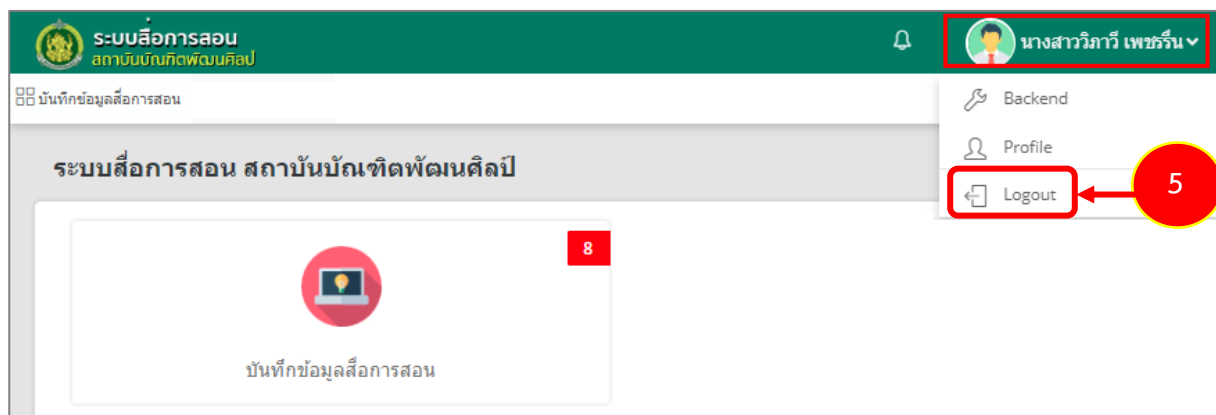 ระบบสื่อการสอน
สถาบันบัณฑิตพัฒนศิลป์
นางสาววิภาวี เพชรรื่น
บันทึกข้อมูลสื่อการสอน
Backend
Profile
Logout
5
ระบบสื่อการสอน สถาบันบัณฑิตพัฒนศิลป์
8
บันทึกข้อมูลสื่อการสอน